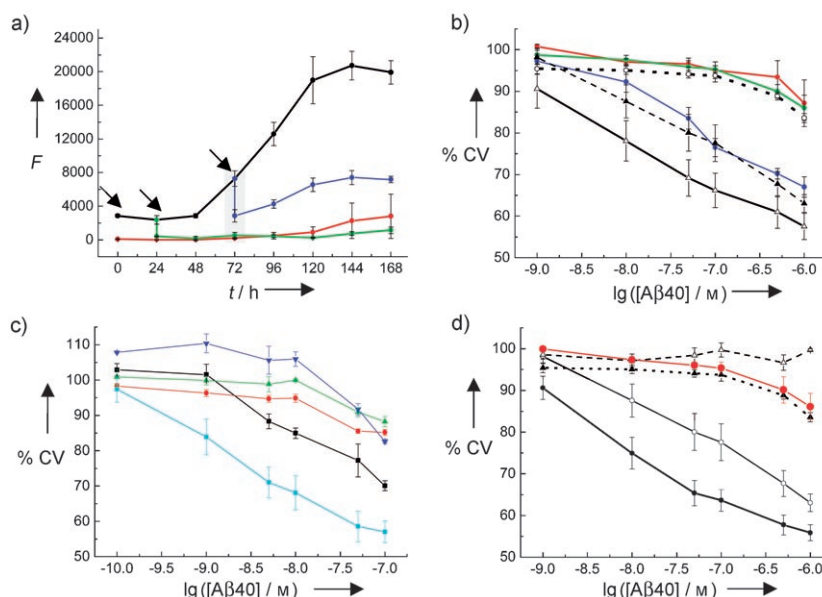 a)
24000
20000
16000
12000
8000
4000
0
F
0 24 48 72 96 120 144 168
t / h
b)
100
90
80
70
60
50
% CV
-9.0 -8.5 -8.0 -7.5 -7.0 -6.5 -6.0
lg([Aβ40] / M)
c)
110
100
90
80
70
60
50
% CV
-10.0 -9.5 -9.0 -8.5 -8.0 -7.5 -7.0
lg([Aβ40] / M)
d)
100
90
80
70
60
50
% CV
-9.0 -8.5 -8.0 -7.5 -7.0 -6.5 -6.0
lg([Aβ40] / M)